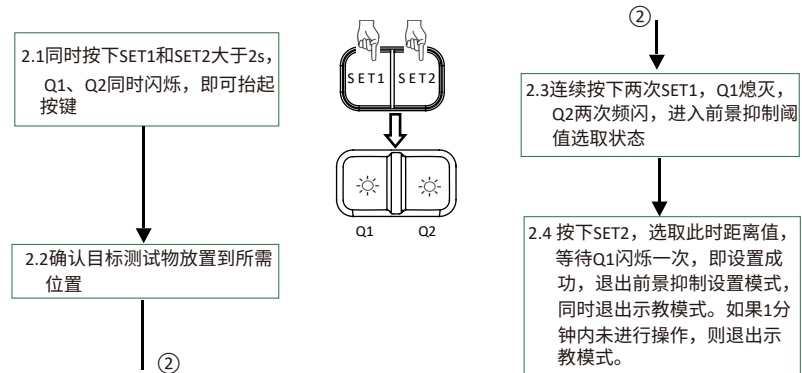 2.1同时按下SET1和SET2大于2s，
Q1、Q2同时闪烁，即可抬起
按键
2.2确认目标测试物放置到所需
位置
②
SET1 SET2
Q1 Q2
②
2.3连续按下两次SET1，Q1熄灭，
Q2两次频闪，进入前景抑制阈
值选取状态
2.4 按下SET2，选取此时距离值，
等待Q1闪烁一次，即设置成
功，退出前景抑制设置模式，
同时退出示教模式。如果1分
钟内未进行操作，则退出示
教模式。